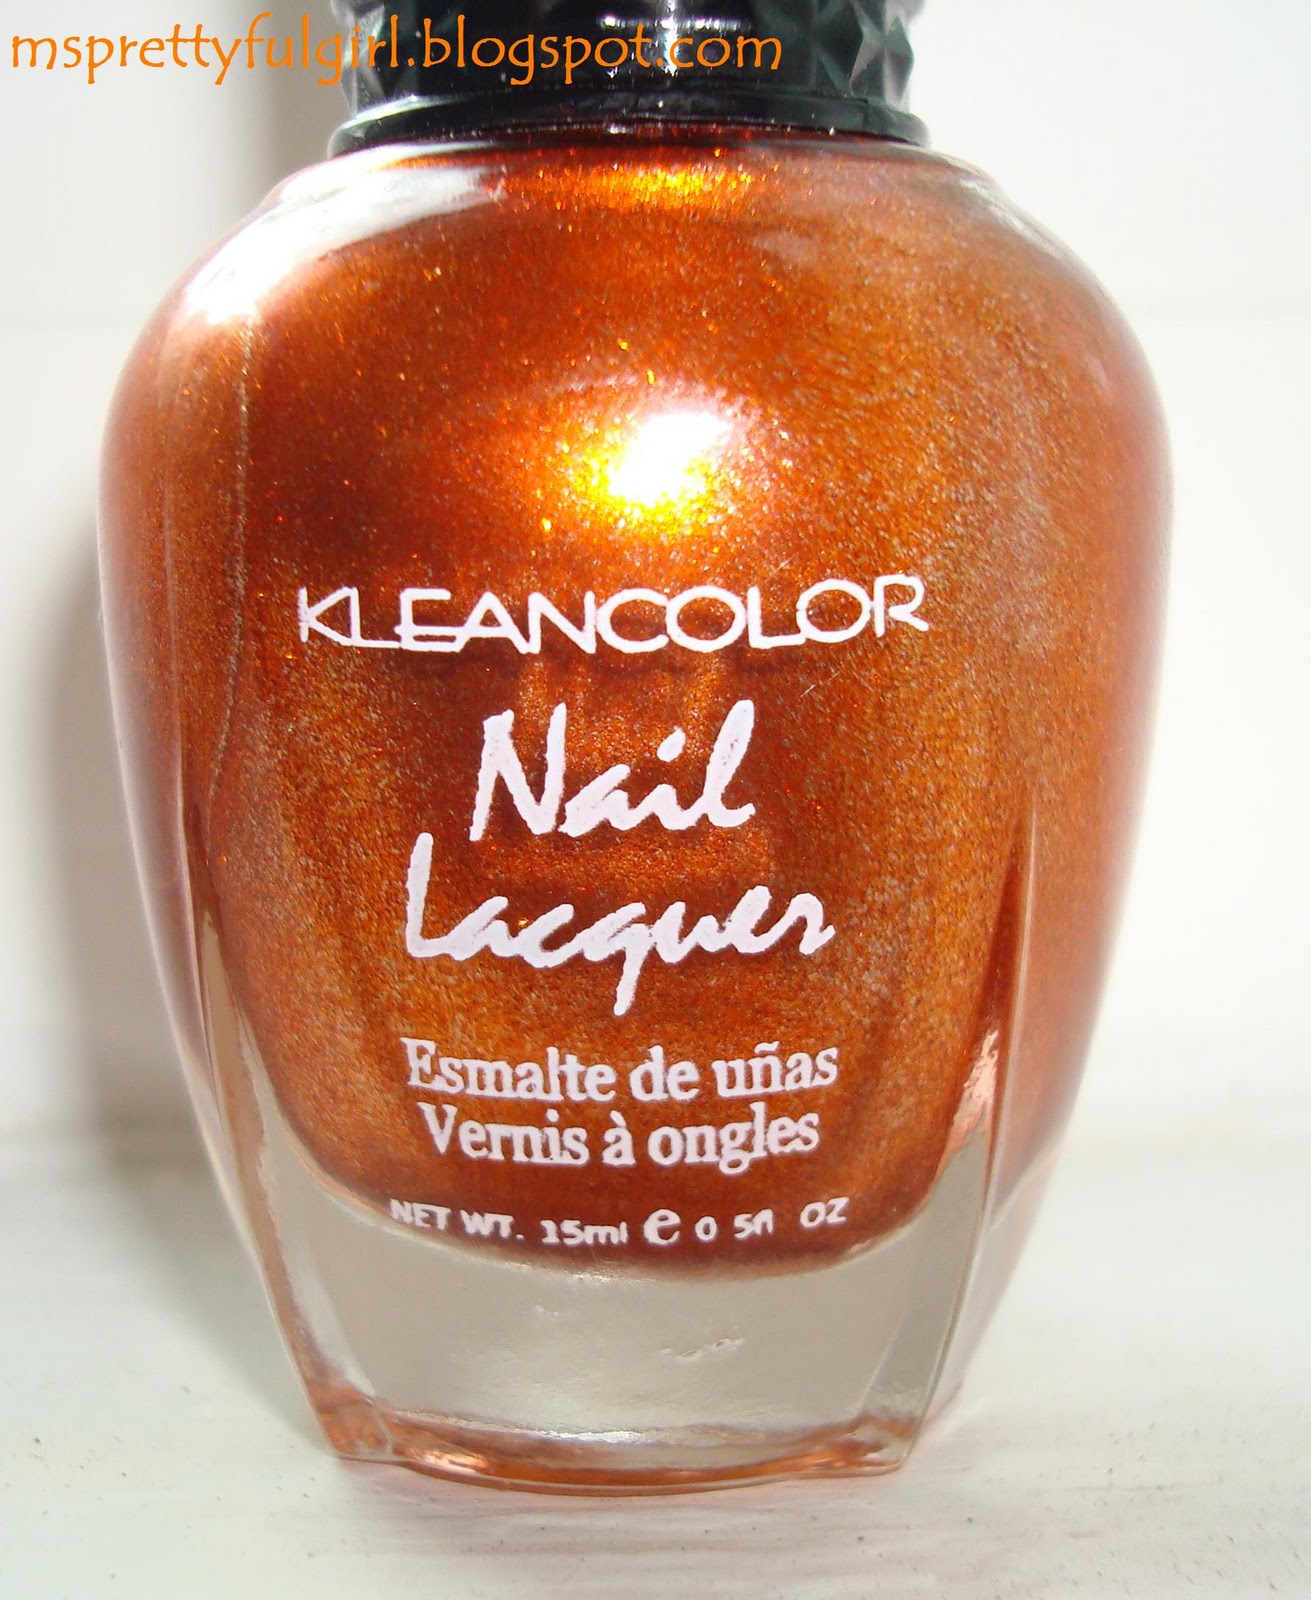 msprettyfulgirl.blogspot.com
KLEANCOLOR
Nail
Lacquer
Esmalte de uñas
Vernis à ongles
NET WT. 15ml e 0 5fl OZ